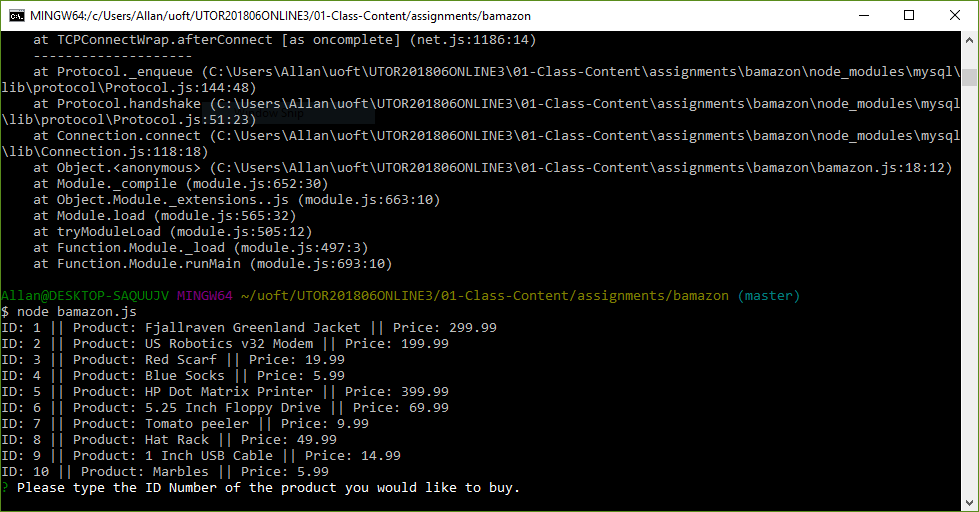 MINGW64:/c/Users/Allan/uoft/UTOR201806ONLINE3/01-Class-Content/assignments/bamazon
at TCPConnectWrap.afterConnect [as oncomplete] (net.js:1186:14)
--------------------
at Protocol._enqueue (C:\Users\Allan\uoft\UTOR201806ONLINE3\01-Class-Content\assignments\bamazon\node_modules\mysql\
lib\protocol\Protocol.js:144:48)
at Protocol.handshake (C:\Users\Allan\uoft\UTOR201806ONLINE3\01-Class-Content\assignments\bamazon\node_modules\mysql
\lib\protocol\Protocol.js:51:23)
at Connection.connect (C:\Users\Allan\uoft\UTOR201806ONLINE3\01-Class-Content\assignments\bamazon\node_modules\mysql
\lib\Connection.js:118:18)
at Object.<anonymous> (C:\Users\Allan\uoft\UTOR201806ONLINE3\01-Class-Content\assignments\bamazon\bamazon.js:18:12)
at Module._compile (module.js:652:30)
at Object.Module._extensions..js (module.js:663:10)
at Module.load (module.js:565:32)
at tryModuleLoad (module.js:505:12)
at Function.Module._load (module.js:497:3)
at Function.Module.runMain (module.js:693:10)
Allan@DESKTOP-SAQUUJV MINGW64 ~/uoft/UTOR201806ONLINE3/01-Class-Content/assignments/bamazon (master)
$ node bamazon.js
ID: 1 || Product: Fjallraven Greenland Jacket || Price: 299.99
ID: 2 || Product: US Robotics v32 Modem || Price: 199.99
ID: 3 || Product: Red Scarf || Price: 19.99
ID: 4 || Product: Blue Socks || Price: 5.99
ID: 5 || Product: HP Dot Matrix Printer || Price: 399.99
ID: 6 || Product: 5.25 Inch Floppy Drive || Price: 69.99
ID: 7 || Product: Tomato peeler || Price: 9.99
ID: 8 || Product: Hat Rack || Price: 49.99
ID: 9 || Product: 1 Inch USB Cable || Price: 14.99
ID: 10 || Product: Marbles || Price: 5.99
? Please type the ID Number of the product you would like to buy.